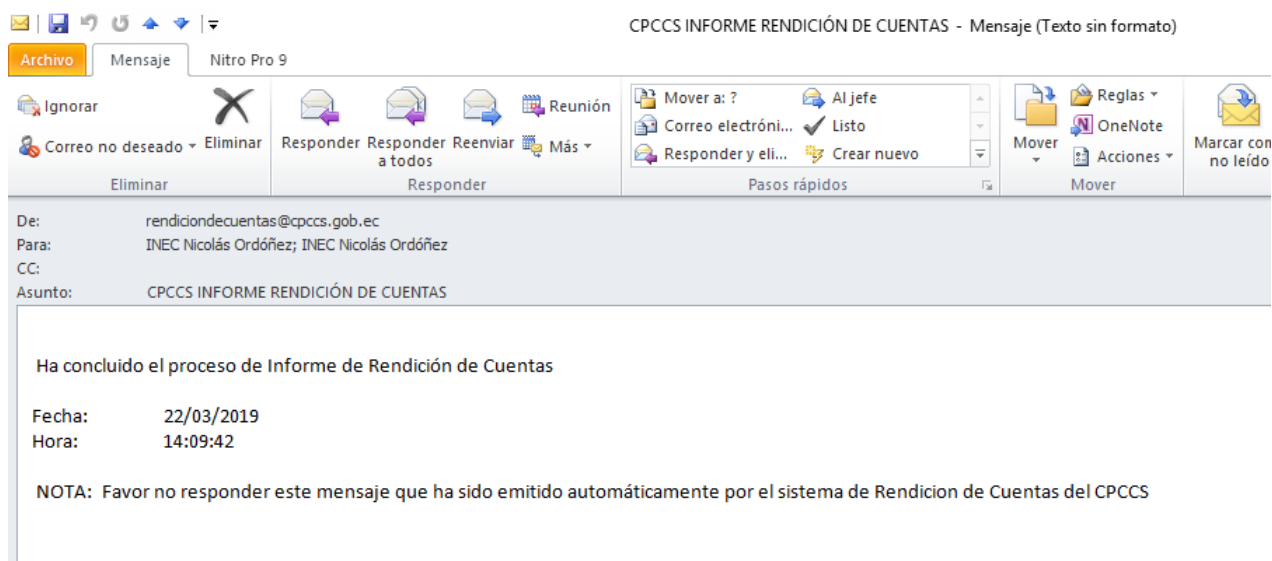 CPCCS INFORME RENDICIÓN DE CUENTAS - Mensaje (Texto sin formato)
Archivo Mensaje Nitro Pro 9
Ignorar
Correo no deseado
Eliminar
Responder
Responder a todos
Reenviar
Reunión
Más
Mover a: ?
Al jefe
Correo electróni...
Listo
Responder y eli...
Crear nuevo
Mover
Reglas
OneNote
Acciones
Marcar com
no leído
Eliminar Responder Pasos rápidos Mover
De: rendiciondecuentas@cpccs.gob.ec
Para: INEC Nicolás Ordóñez; INEC Nicolás Ordóñez
CC:
Asunto: CPCCS INFORME RENDICIÓN DE CUENTAS
Ha concluido el proceso de Informe de Rendición de Cuentas
Fecha: 22/03/2019
Hora: 14:09:42
NOTA: Favor no responder este mensaje que ha sido emitido automáticamente por el sistema de Rendicion de Cuentas del CPCCS